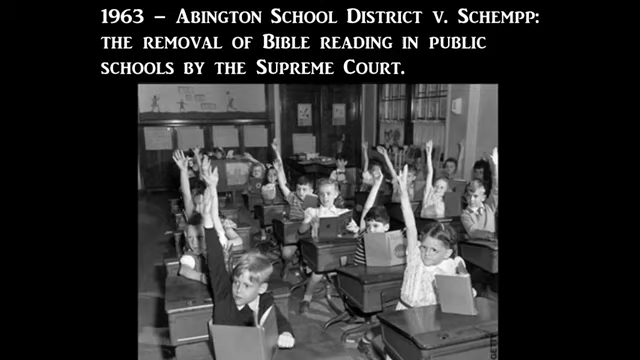 1963 – Abington School District v. Schempp:
the removal of Bible reading in public
schools by the Supreme Court.